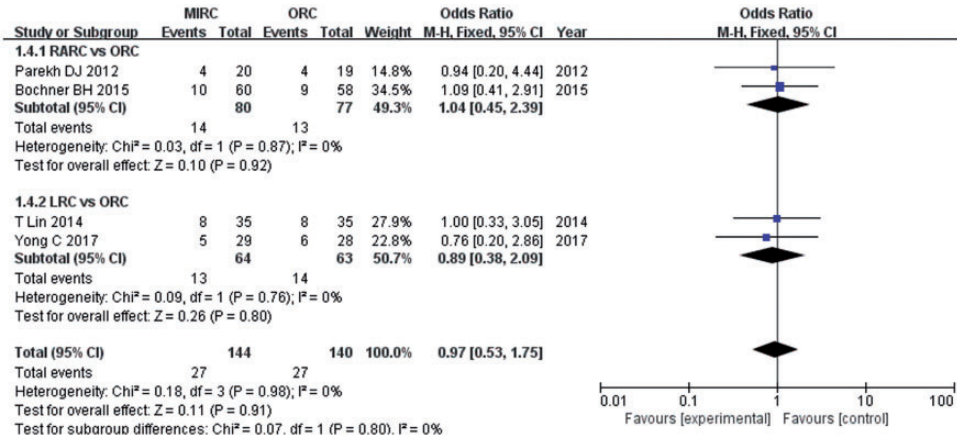 MIRC ORC Odds Ratio Odds Ratio
Study or Subgroup Events Total Events Total Weight M-H, Fixed, 95% CI Year M-H, Fixed, 95% CI
1.4.1 RARC vs ORC
Parekh DJ 2012 4 20 4 19 14.8% 0.94 [0.20, 4.44] 2012
Bochner BH 2015 10 60 9 58 34.5% 1.09 [0.41, 2.91] 2015
Subtotal (95% CI) 80 77 49.3% 1.04 [0.45, 2.39]
Total events 14 13
Heterogeneity: Chi² = 0.03, df = 1 (P = 0.87); I² = 0%
Test for overall effect: Z = 0.10 (P = 0.92)
1.4.2 LRC vs ORC
T Lin 2014 8 35 8 35 27.9% 1.00 [0.33, 3.05] 2014
Yong C 2017 5 29 6 28 22.8% 0.76 [0.20, 2.86] 2017
Subtotal (95% CI) 64 63 50.7% 0.89 [0.38, 2.09]
Total events 13 14
Heterogeneity: Chi² = 0.09, df = 1 (P = 0.76); I² = 0%
Test for overall effect: Z = 0.26 (P = 0.80)
Total (95% CI) 144 140 100.0% 0.97 [0.53, 1.75]
Total events 27 27
Heterogeneity: Chi² = 0.18, df = 3 (P = 0.98); I² = 0%
Test for overall effect: Z = 0.11 (P = 0.91)
Test for subgroup differences: Chi² = 0.07, df = 1 (P = 0.80), I² = 0%
0.01 0.1 1 10 100
Favours [experimental] Favours [control]